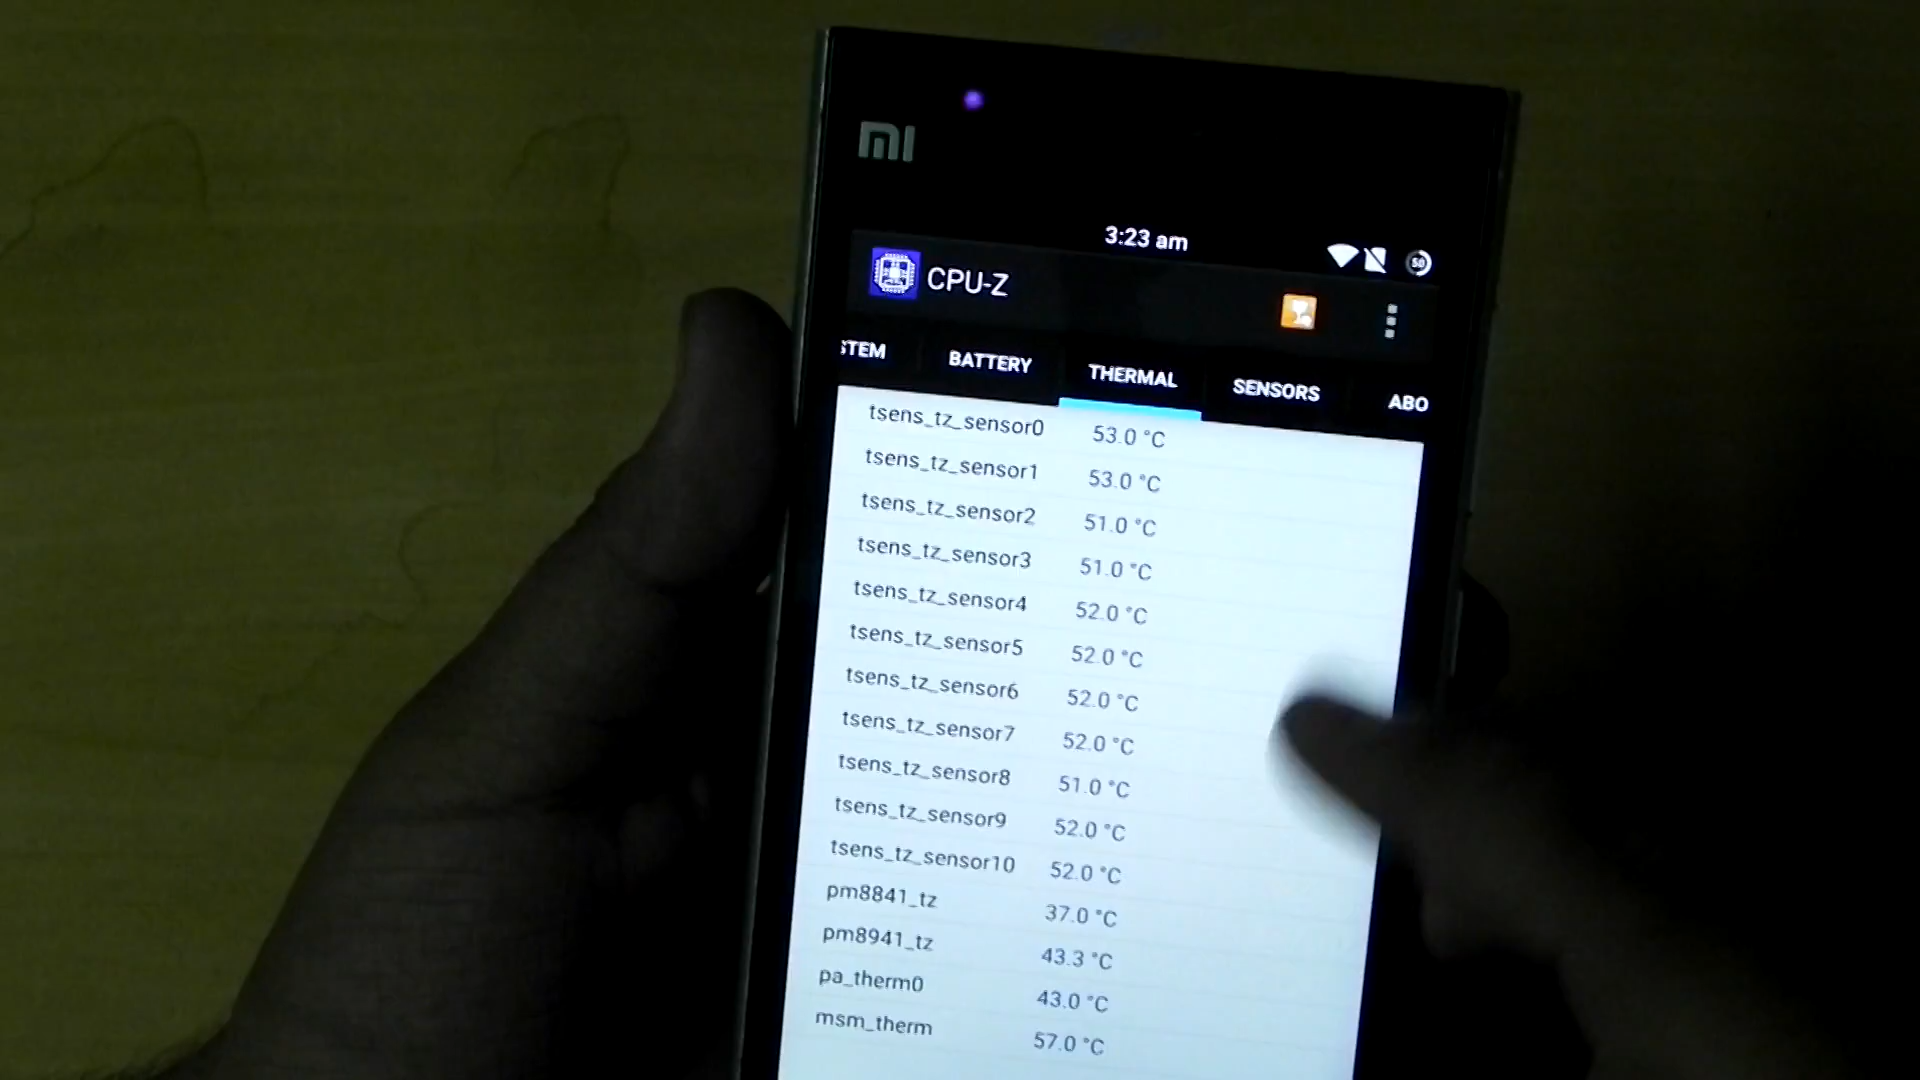 mi
3:23 am
50
CPU-Z
STEM BATTERY THERMAL SENSORS ABO
tsens_tz_sensor0 53.0 °C
tsens_tz_sensor1 53.0 °C
tsens_tz_sensor2 51.0 °C
tsens_tz_sensor3 51.0 °C
tsens_tz_sensor4 52.0 °C
tsens_tz_sensor5 52.0 °C
tsens_tz_sensor6 52.0 °C
tsens_tz_sensor7 52.0 °C
tsens_tz_sensor8 51.0 °C
tsens_tz_sensor9 52.0 °C
tsens_tz_sensor10 52.0 °C
pm8841_tz 37.0 °C
pm8941_tz 43.3 °C
pa_therm0 43.0 °C
msm_therm 57.0 °C